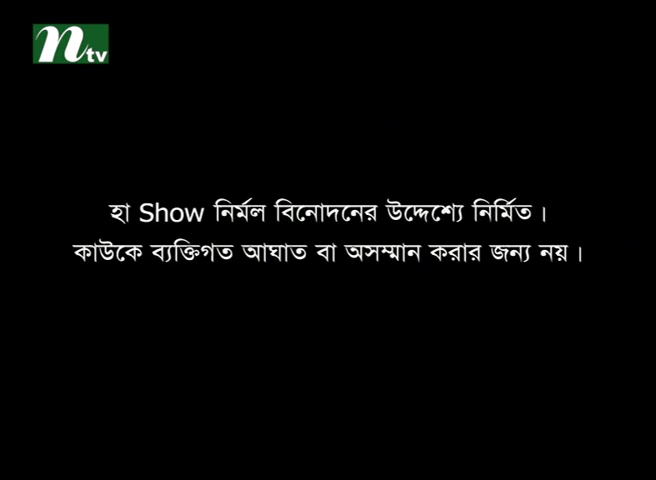 ntv
হা Show নির্মল বিনোদনের উদ্দেশ্যে নির্মিত।
কাউকে ব্যক্তিগত আঘাত বা অসম্মান করার জন্য নয়।